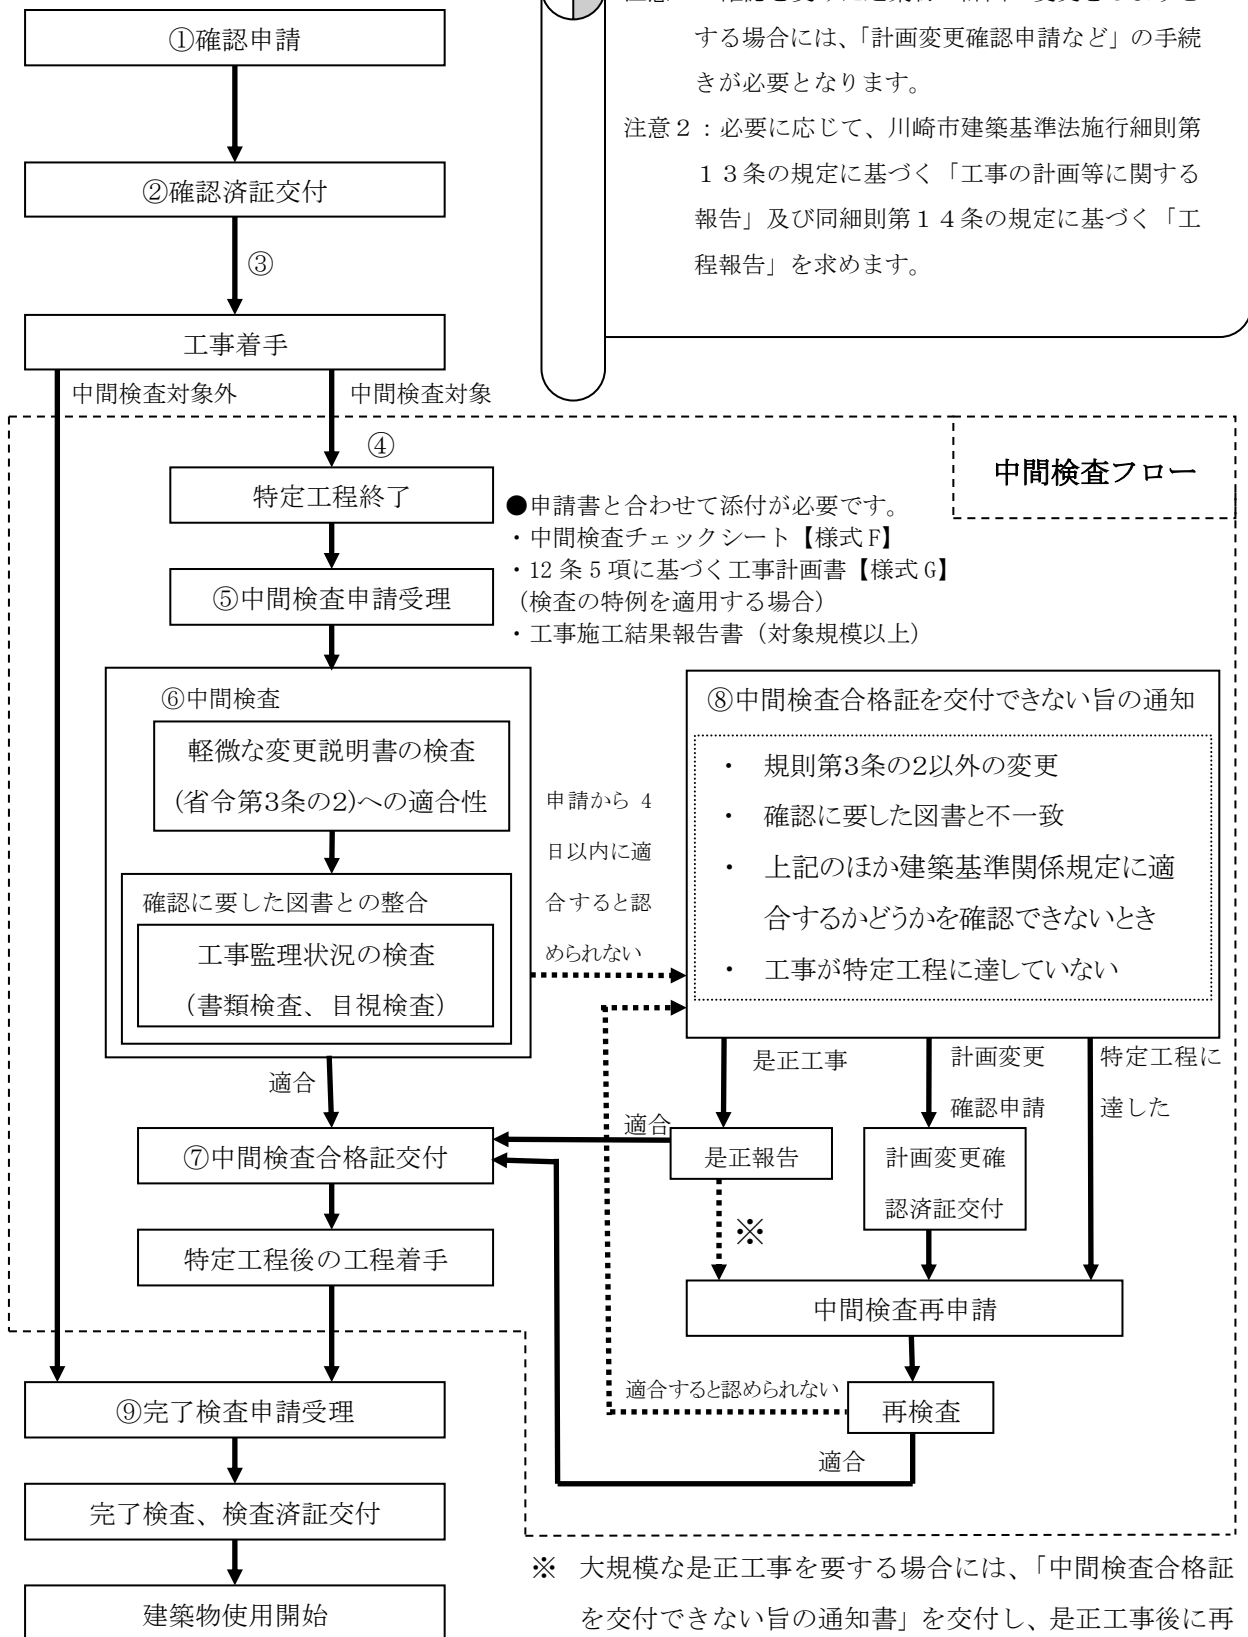 ①確認申請
する場合には、「計画変更確認申請など」の手続
きが必要となります。
注意２：必要に応じて、川崎市建築基準法施行細則第
１３条の規定に基づく「工事の計画等に関する
報告」及び同細則第１４条の規定に基づく「工
程報告」を求めます。
②確認済証交付
③
工事着手
中間検査対象外
中間検査対象
④
中間検査フロー
特定工程終了
●申請書と合わせて添付が必要です。
・中間検査チェックシート【様式 F】
・12 条 5 項に基づく工事計画書【様式 G】
（検査の特例を適用する場合）
・工事施工結果報告書（対象規模以上）
⑤中間検査申請受理
⑥中間検査
軽微な変更説明書の検査
(省令第３条の２)への適合性
確認に要した図書との整合
工事監理状況の検査
（書類検査、目視検査）
申請から 4
日以内に適
合すると認
められない
⑧中間検査合格証を交付できない旨の通知
・ 規則第３条の２以外の変更
・ 確認に要した図書と不一致
・ 上記のほか建築基準関係規定に適
合するかどうかを確認できないとき
・ 工事が特定工程に達していない
適合
是正工事
計画変更
確認申請
特定工程に
達した
⑦中間検査合格証交付
適合
是正報告
計画変更確
認済証交付
※
特定工程後の工程着手
中間検査再申請
適合すると認められない
再検査
適合
⑨完了検査申請受理
完了検査、検査済証交付
建築物使用開始
※ 大規模な是正工事を要する場合には、「中間検査合格証
を交付できない旨の通知書」を交付し、是正工事後に再